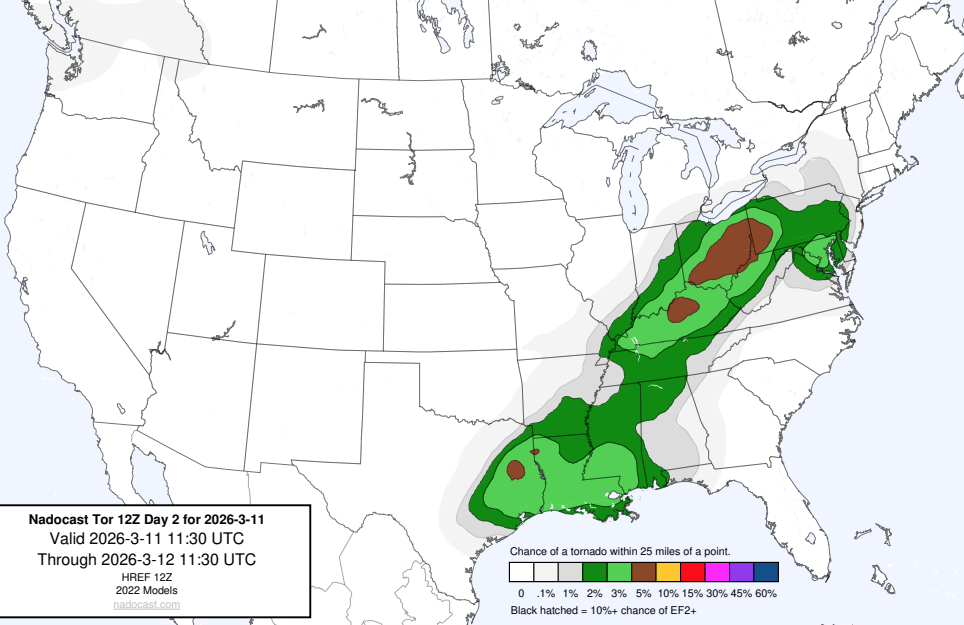 Nadocast Tor 12Z Day 2 for 2026-3-11
Valid 2026-3-11 11:30 UTC
Through 2026-3-12 11:30 UTC
HREF 12Z
2022 Models
nadocast.com
Chance of a tornado within 25 miles of a point.
0 .1% 1% 2% 3% 5% 10% 15% 30% 45% 60%
Black hatched = 10%+ chance of EF2+